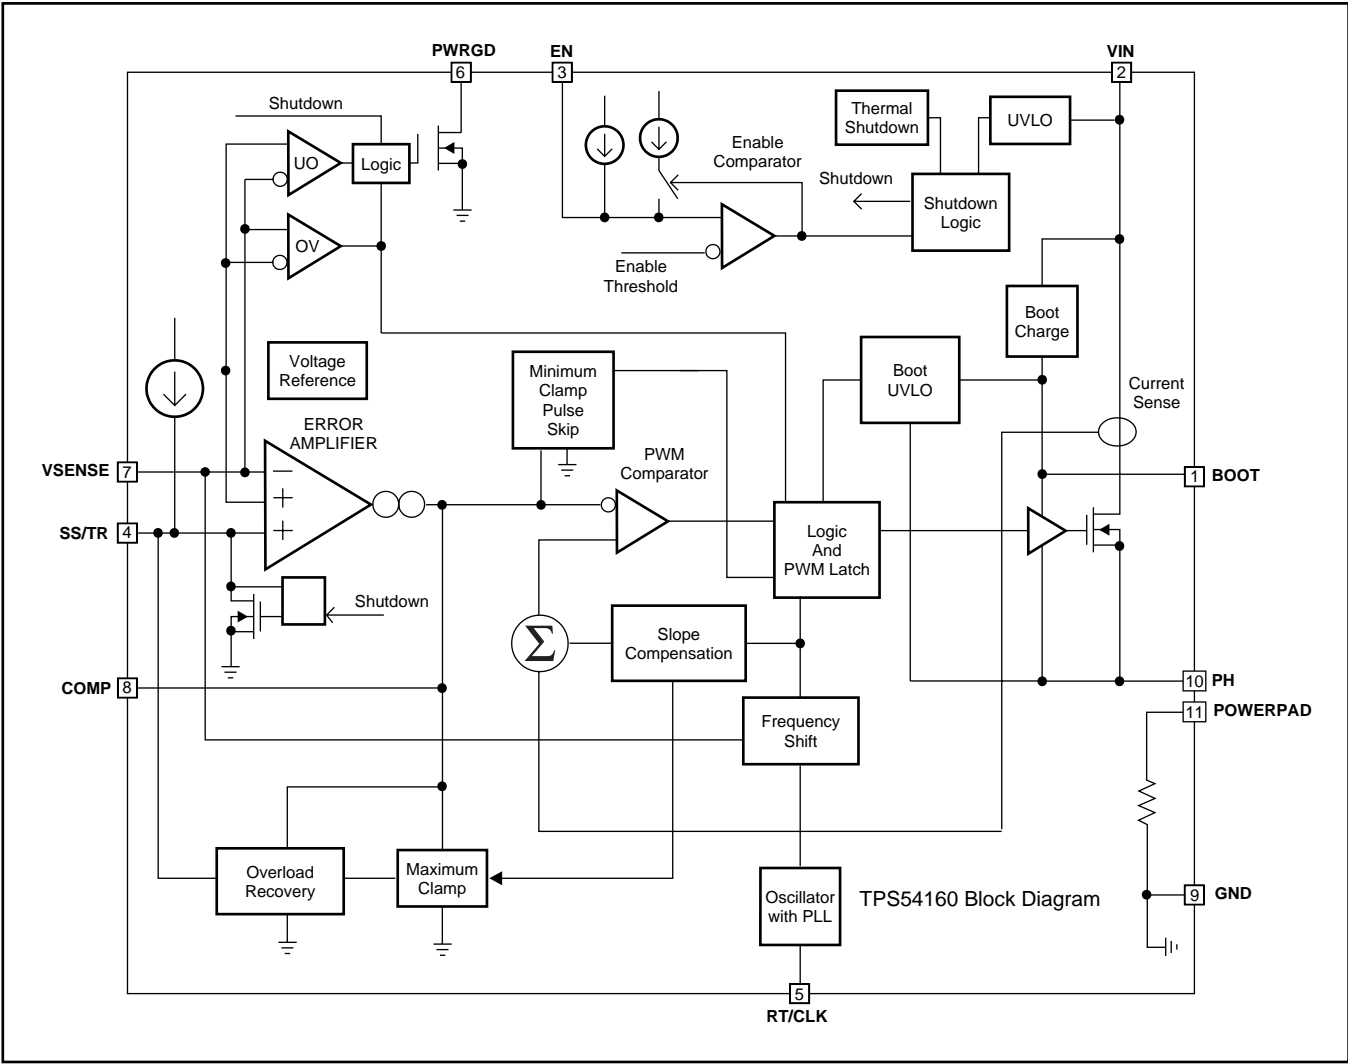 PWRGD
6
EN
3
VIN
2
Shutdown
UO
Logic
OV
Enable
Comparator
Enable
Threshold
Thermal
Shutdown
UVLO
Shutdown
Shutdown
Logic
Boot
Charge
Voltage
Reference
Minimum
Clamp
Pulse
Skip
Boot
UVLO
Current
Sense
ERROR
AMPLIFIER
VSENSE
7
−
+
+
SS/TR
4
PWM
Comparator
Logic
And
PWM Latch
1
BOOT
Shutdown
Σ
Slope
Compensation
COMP
8
10
PH
11
POWERPAD
Frequency
Shift
Overload
Recovery
Maximum
Clamp
Oscillator
with PLL
TPS54160 Block Diagram
9
GND
5
RT/CLK